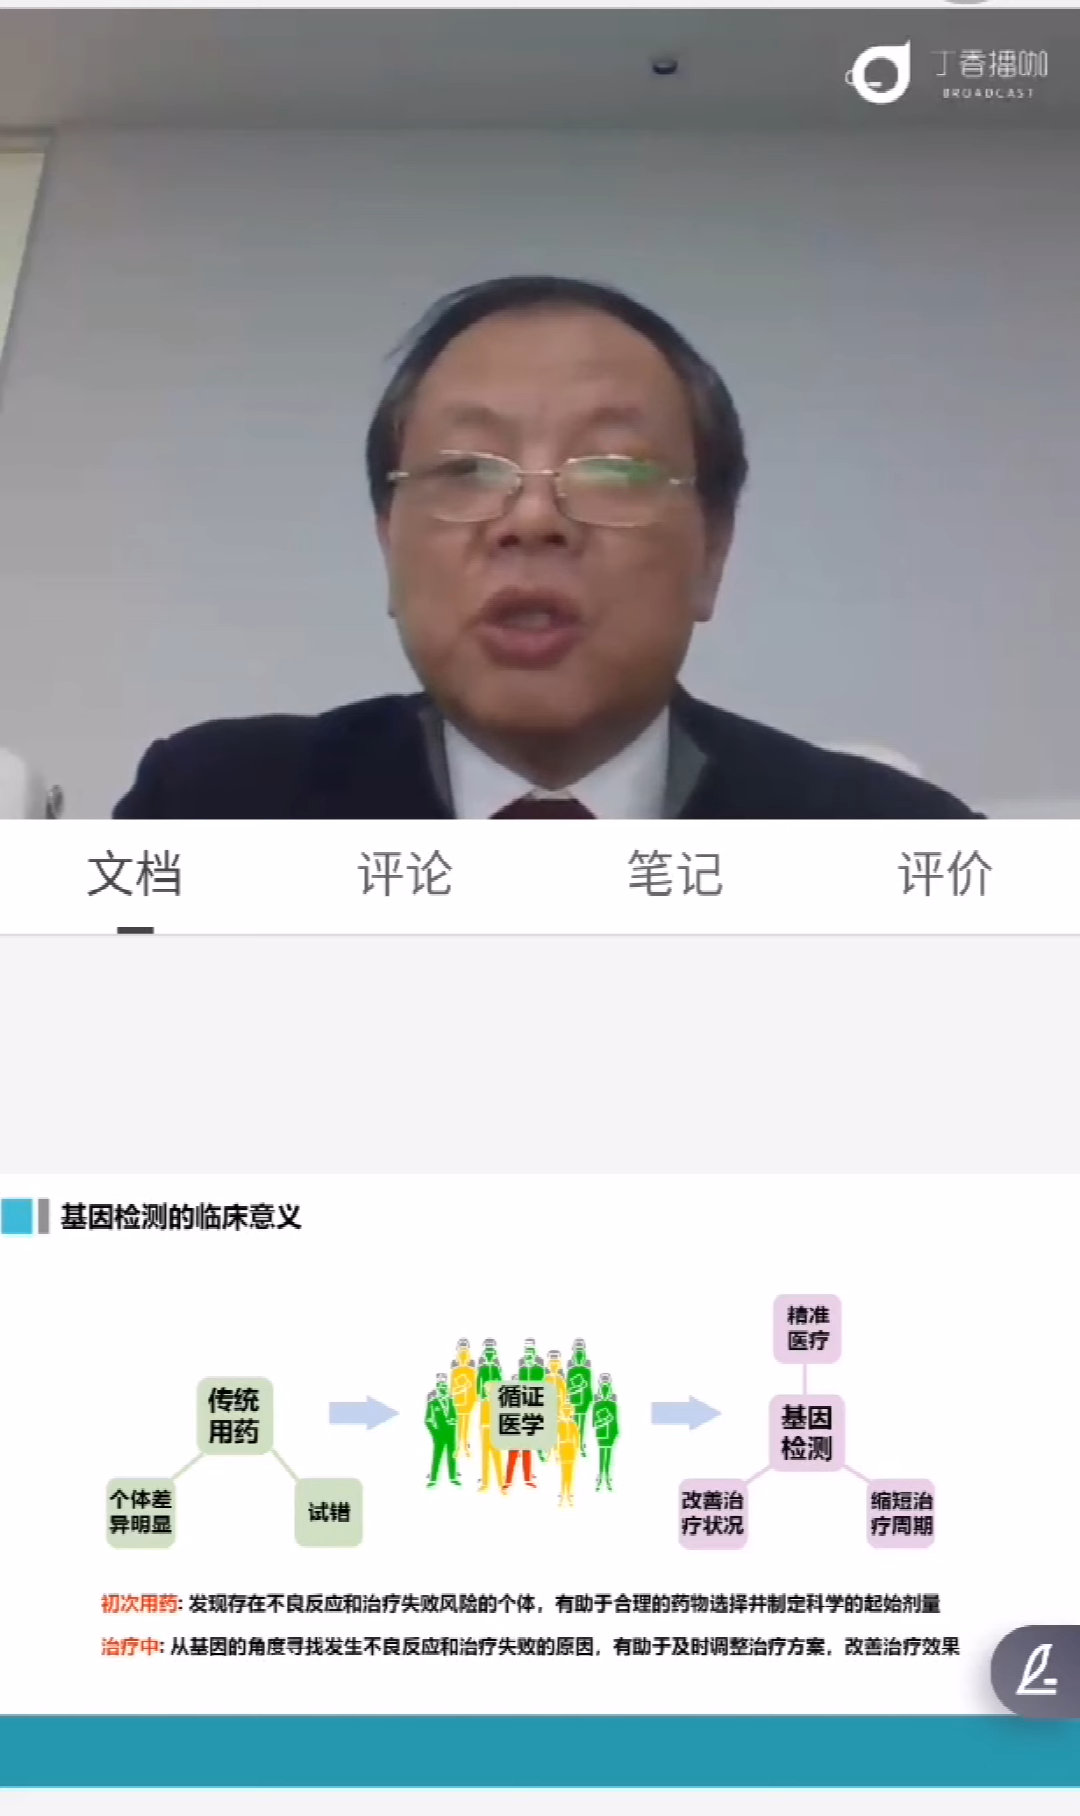 丁香播咖
BROADCAST
文档
评论
笔记
评价
基因检测的临床意义
传统
用药
个体差
异明显
试错
循证
医学
精准
医疗
基因
检测
改善治
疗状况
缩短治
疗周期
初次用药: 发现存在不良反应和治疗失败风险的个体，有助于合理的药物选择并制定科学的起始剂量
治疗中: 从基因的角度寻找发生不良反应和治疗失败的原因，有助于及时调整治疗方案，改善治疗效果